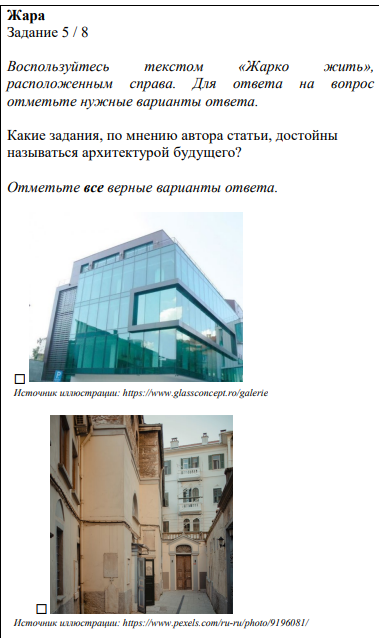 Жара
Задание 5 / 8
Воспользуйтесь текстом «Жарко жить»,
расположенным справа. Для ответа на вопрос
отметьте нужные варианты ответа.
Какие задания, по мнению автора статьи, достойны
называться архитектурой будущего?
Отметьте все верные варианты ответа.
Источник иллюстрации: https://www.glassconcept.ro/galerie
Источник иллюстрации: https://www.pexels.com/ru-ru/photo/9196081/